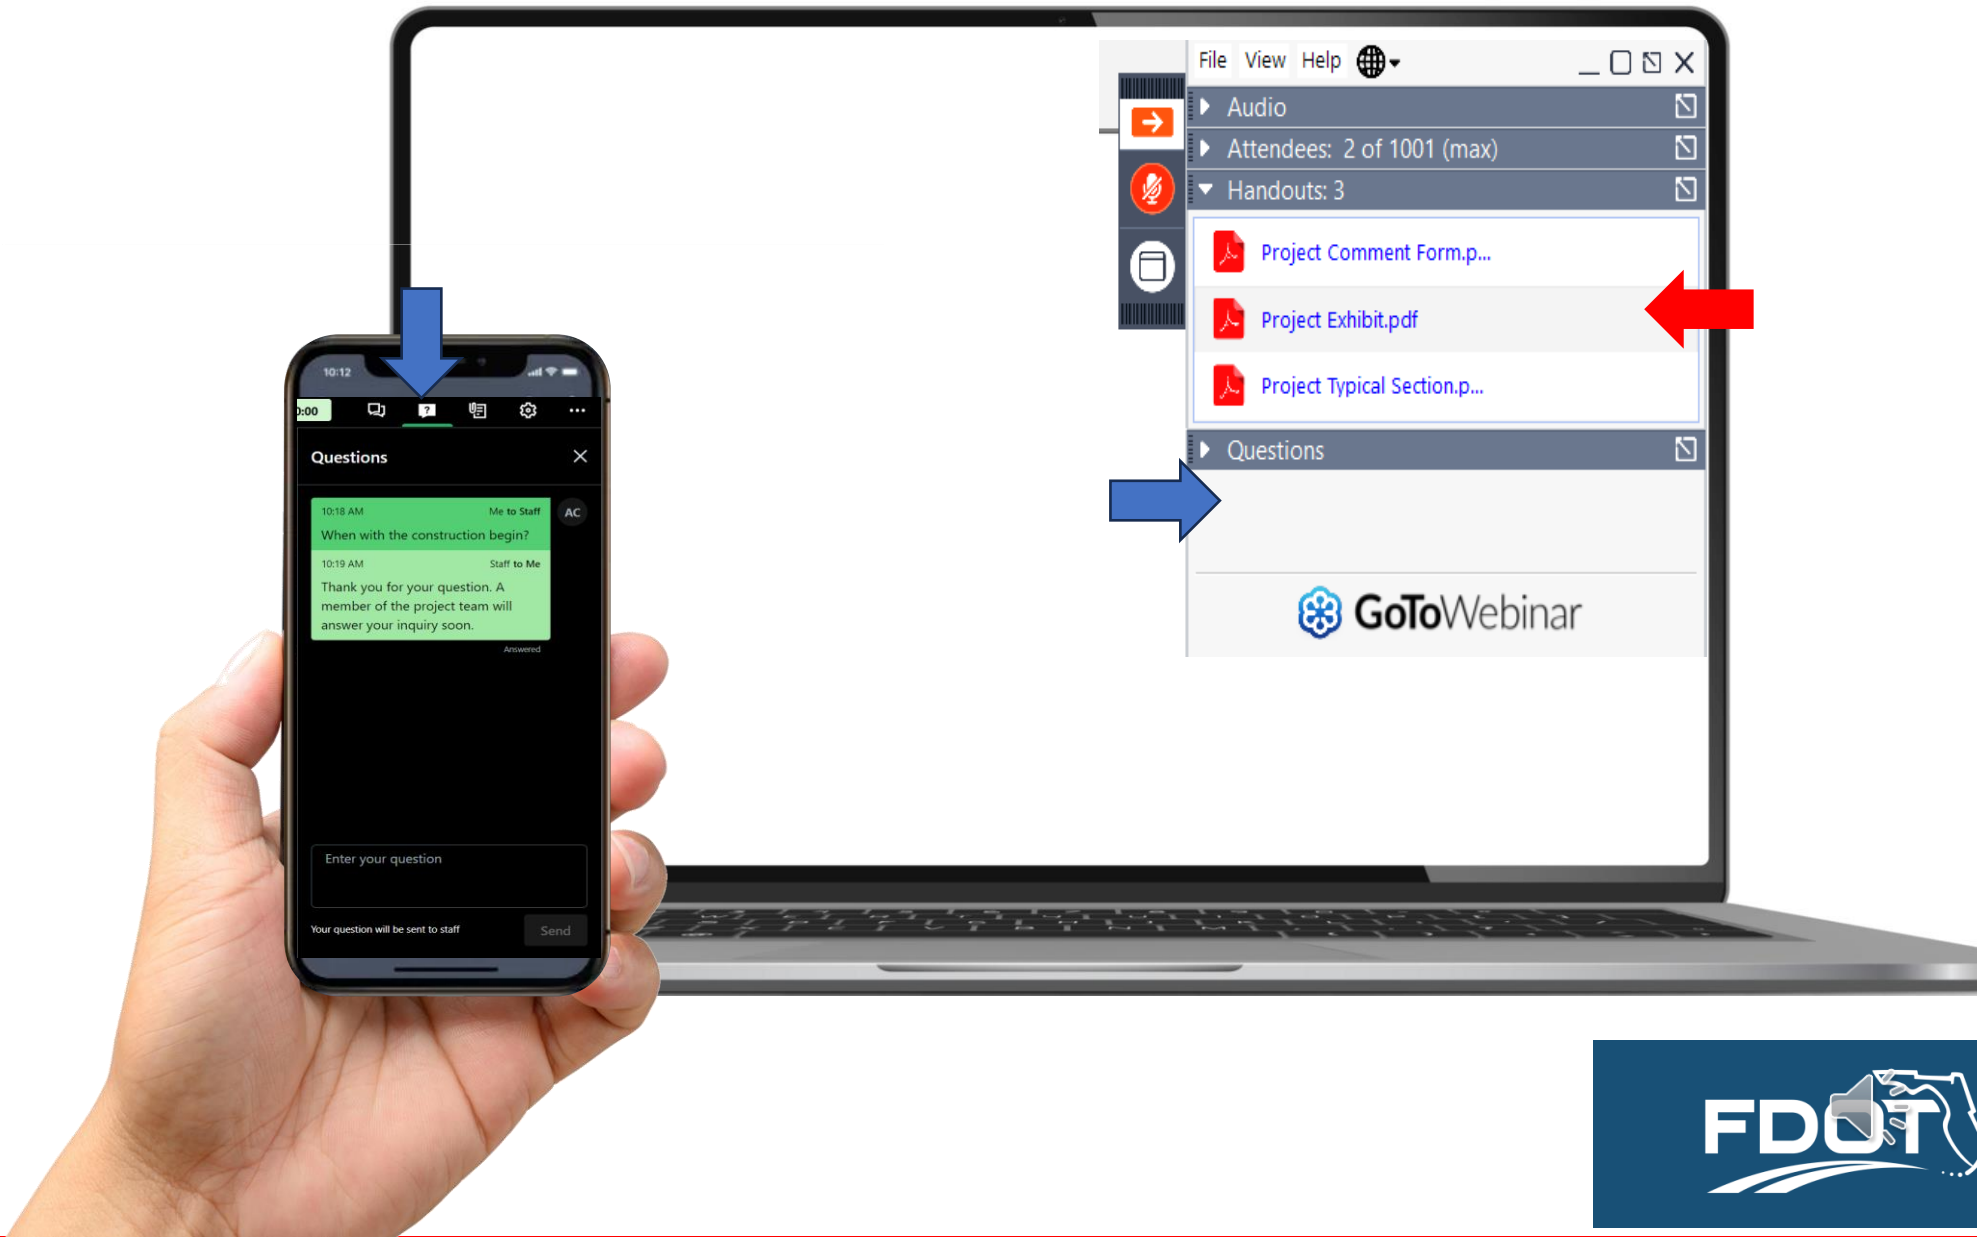 File View Help
Audio
Attendees: 2 of 1001 (max)
Handouts: 3
Project Comment Form.p...
Project Exhibit.pdf
Project Typical Section.p...
Questions
GoToWebinar
10:12
0:00
Questions
10:18 AM Me to Staff
AC
When with the construction begin?
10:19 AM Staff to Me
Thank you for your question. A
member of the project team will
answer your inquiry soon.
Answered
Enter your question
Your question will be sent to staff
Send
FDOT